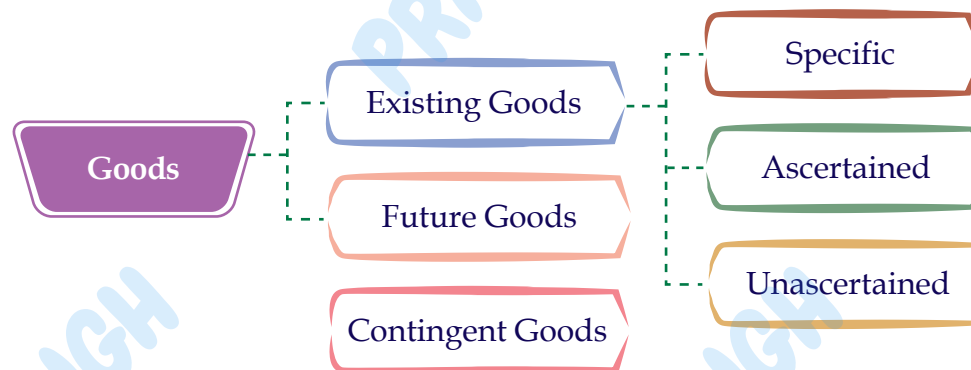 Goods
Existing Goods
Future Goods
Contingent Goods
Specific
Ascertained
Unascertained